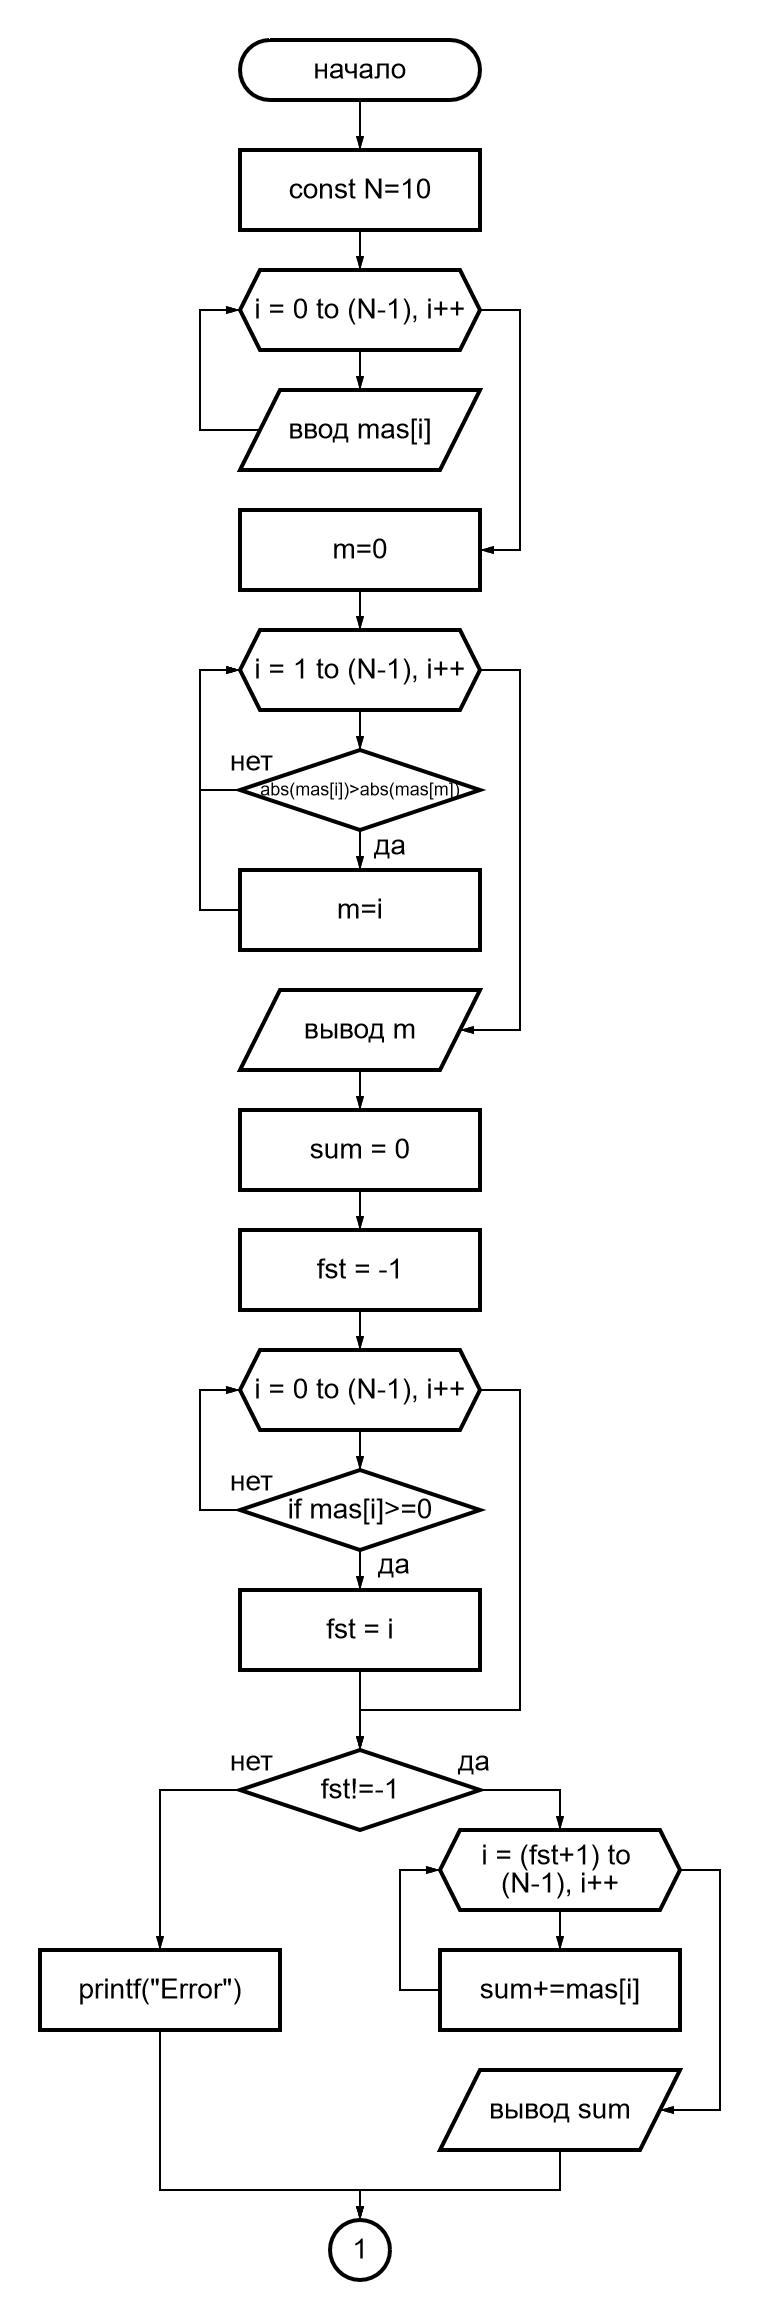 начало
const N=10
i = 0 to (N-1), i++
ввод mas[i]
m=0
i = 1 to (N-1), i++
нет
abs(mas[i])>abs(mas[m])
да
m=i
вывод m
sum = 0
fst = -1
i = 0 to (N-1), i++
нет
if mas[i]>=0
да
fst = i
нет
да
fst!=-1
i = (fst+1) to
(N-1), i++
printf("Error")
sum+=mas[i]
вывод sum
1